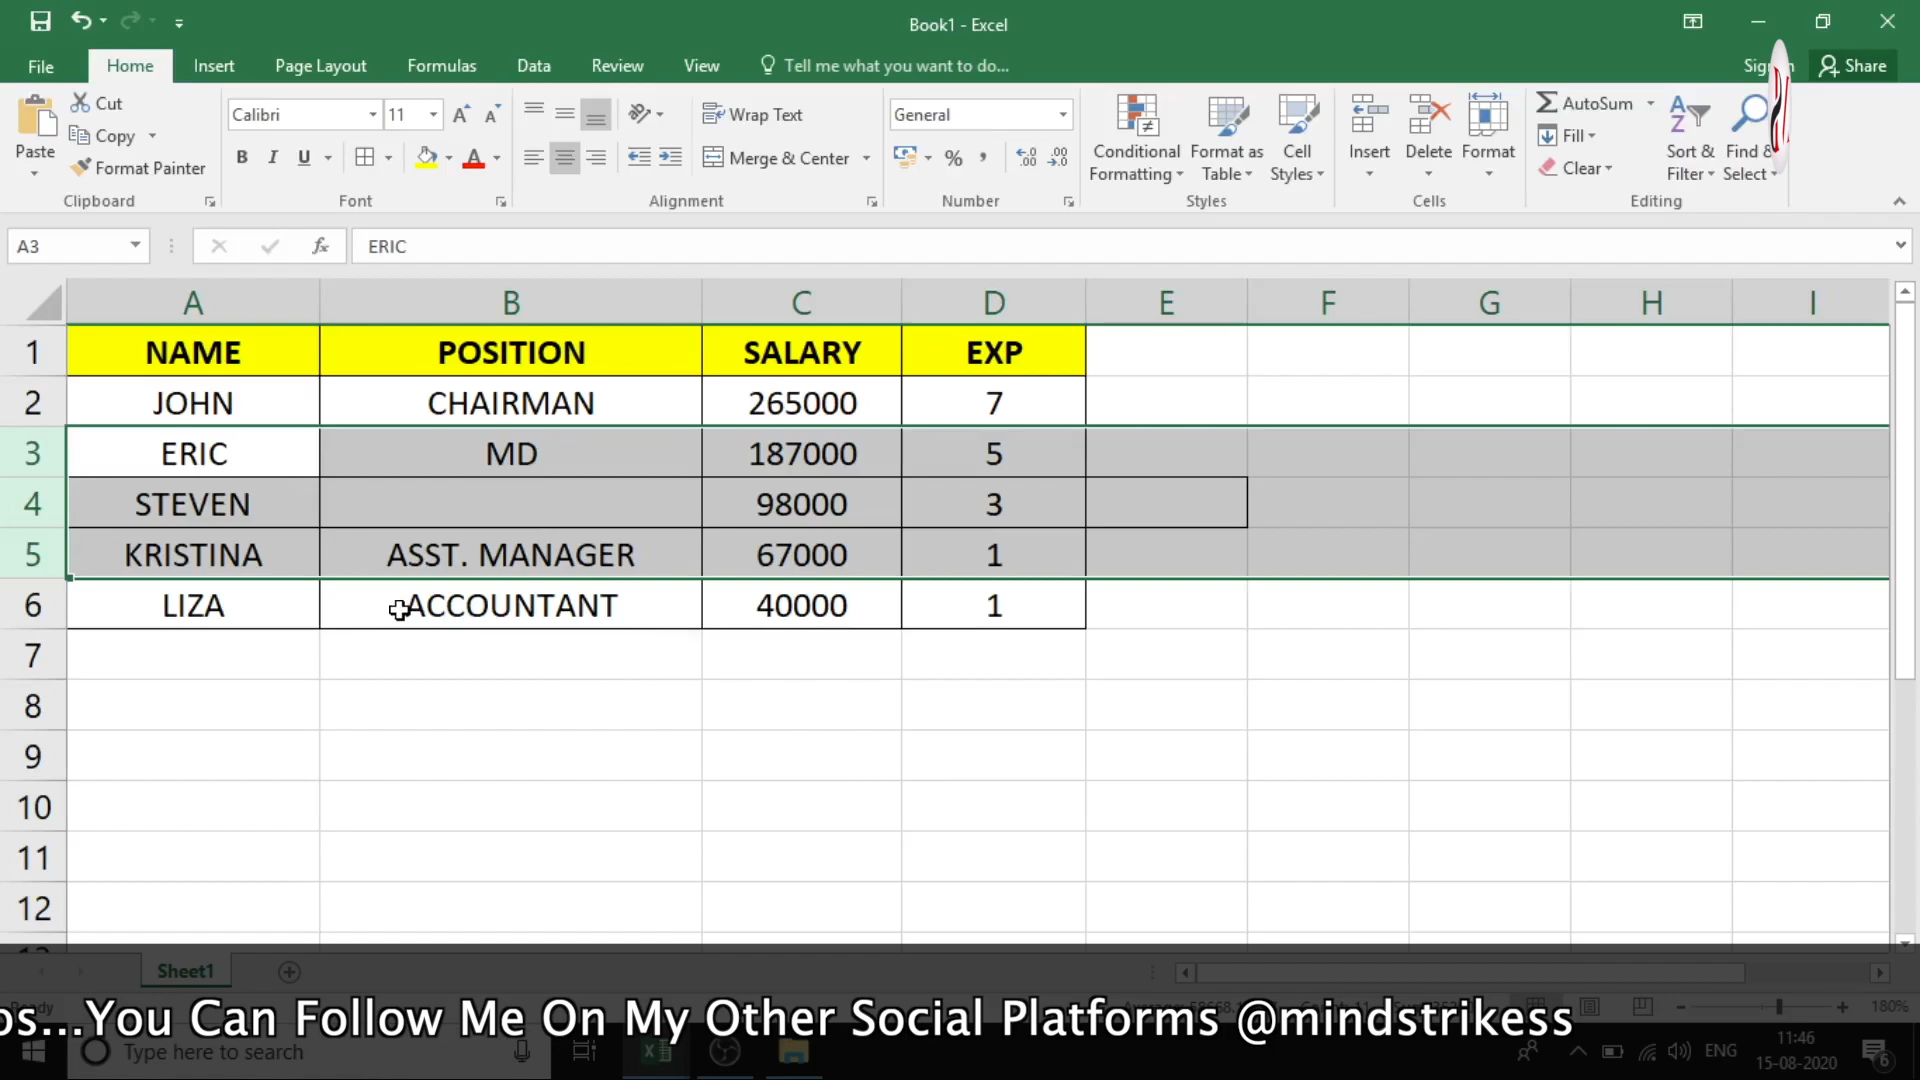 Book1 - Excel
File Home Insert Page Layout Formulas Data Review View Tell me what you want to do... Share
Paste Cut Copy Format Painter
Calibri 11
B I U
Wrap Text
Merge & Center
General
%
Conditional Formatting
Format as Table
Cell Styles
Insert Delete Format
AutoSum
Fill
Clear
Sort & Filter
Find & Select
Clipboard Font Alignment Number Styles Cells Editing
A3 fx ERIC
A B C D E F G H I
1 NAME POSITION SALARY EXP
2 JOHN CHAIRMAN 265000 7
3 ERIC MD 187000 5
4 STEVEN 98000 3
5 KRISTINA ASST. MANAGER 67000 1
6 LIZA ACCOUNTANT 40000 1
7
8
9
10
11
12
Sheet1
180%
...You Can Follow Me On My Other Social Platforms @mindstrikess
Type here to search
ENG
11:46
15-08-2020
6